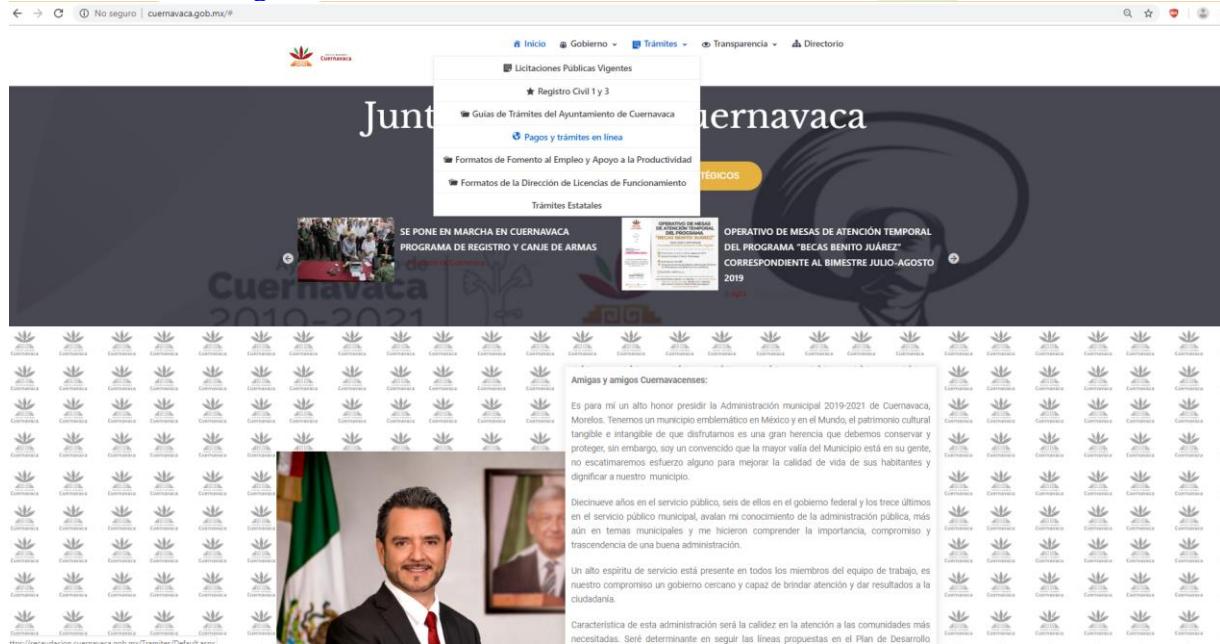 No seguro | cuernavaca.gob.mx/#
Cuernavaca
Inicio Gobierno Trámites Transparencia Directorio
Licitaciones Públicas Vigentes
Registro Civil 1 y 3
Guías de Trámites del Ayuntamiento de Cuernavaca
Pagos y trámites en línea
Formatos de Fomento al Empleo y Apoyo a la Productividad
Formatos de la Dirección de Licencias de Funcionamiento
Trámites Estatales
Junt ernavaca
TÉGICOS
SE PONE EN MARCHA EN CUERNAVACA
PROGRAMA DE REGISTRO Y CANJE DE ARMAS
OPERATIVO DE MESAS DE ATENCIÓN TEMPORAL
DEL PROGRAMA "BECAS BENITO JUÁREZ"
CORRESPONDIENTE AL BIMESTRE JULIO-AGOSTO
2019
Cuernavaca
2019-2021
Amigas y amigos Cuernavacenses:
Es para mí un alto honor presidir la Administración municipal 2019-2021 de Cuernavaca,
Morelos. Tenemos un municipio emblemático en México y en el Mundo, el patrimonio cultural
tangible e intangible de que disfrutamos es una gran herencia que debemos conservar y
proteger, sin embargo, soy un convencido que la mayor valía del Municipio está en su gente,
no escatimaremos esfuerzo alguno para mejorar la calidad de vida de sus habitantes y
dignificar a nuestro municipio.
Diecinueve años en el servicio público, seis de ellos en el gobierno federal y los trece últimos
en el servicio público municipal, avalan mi conocimiento de la administración pública, más
aún en temas municipales y me hicieron comprender la importancia, compromiso y
trascendencia de una buena administración.
Un alto espíritu de servicio está presente en todos los miembros del equipo de trabajo, es
nuestro compromiso un gobierno cercano y capaz de brindar atención y dar resultados a la
ciudadanía.
Característica de esta administración será la calidez en la atención a las comunidades más
necesitadas. Seré determinante en seguir las líneas propuestas en el Plan de Desarrollo